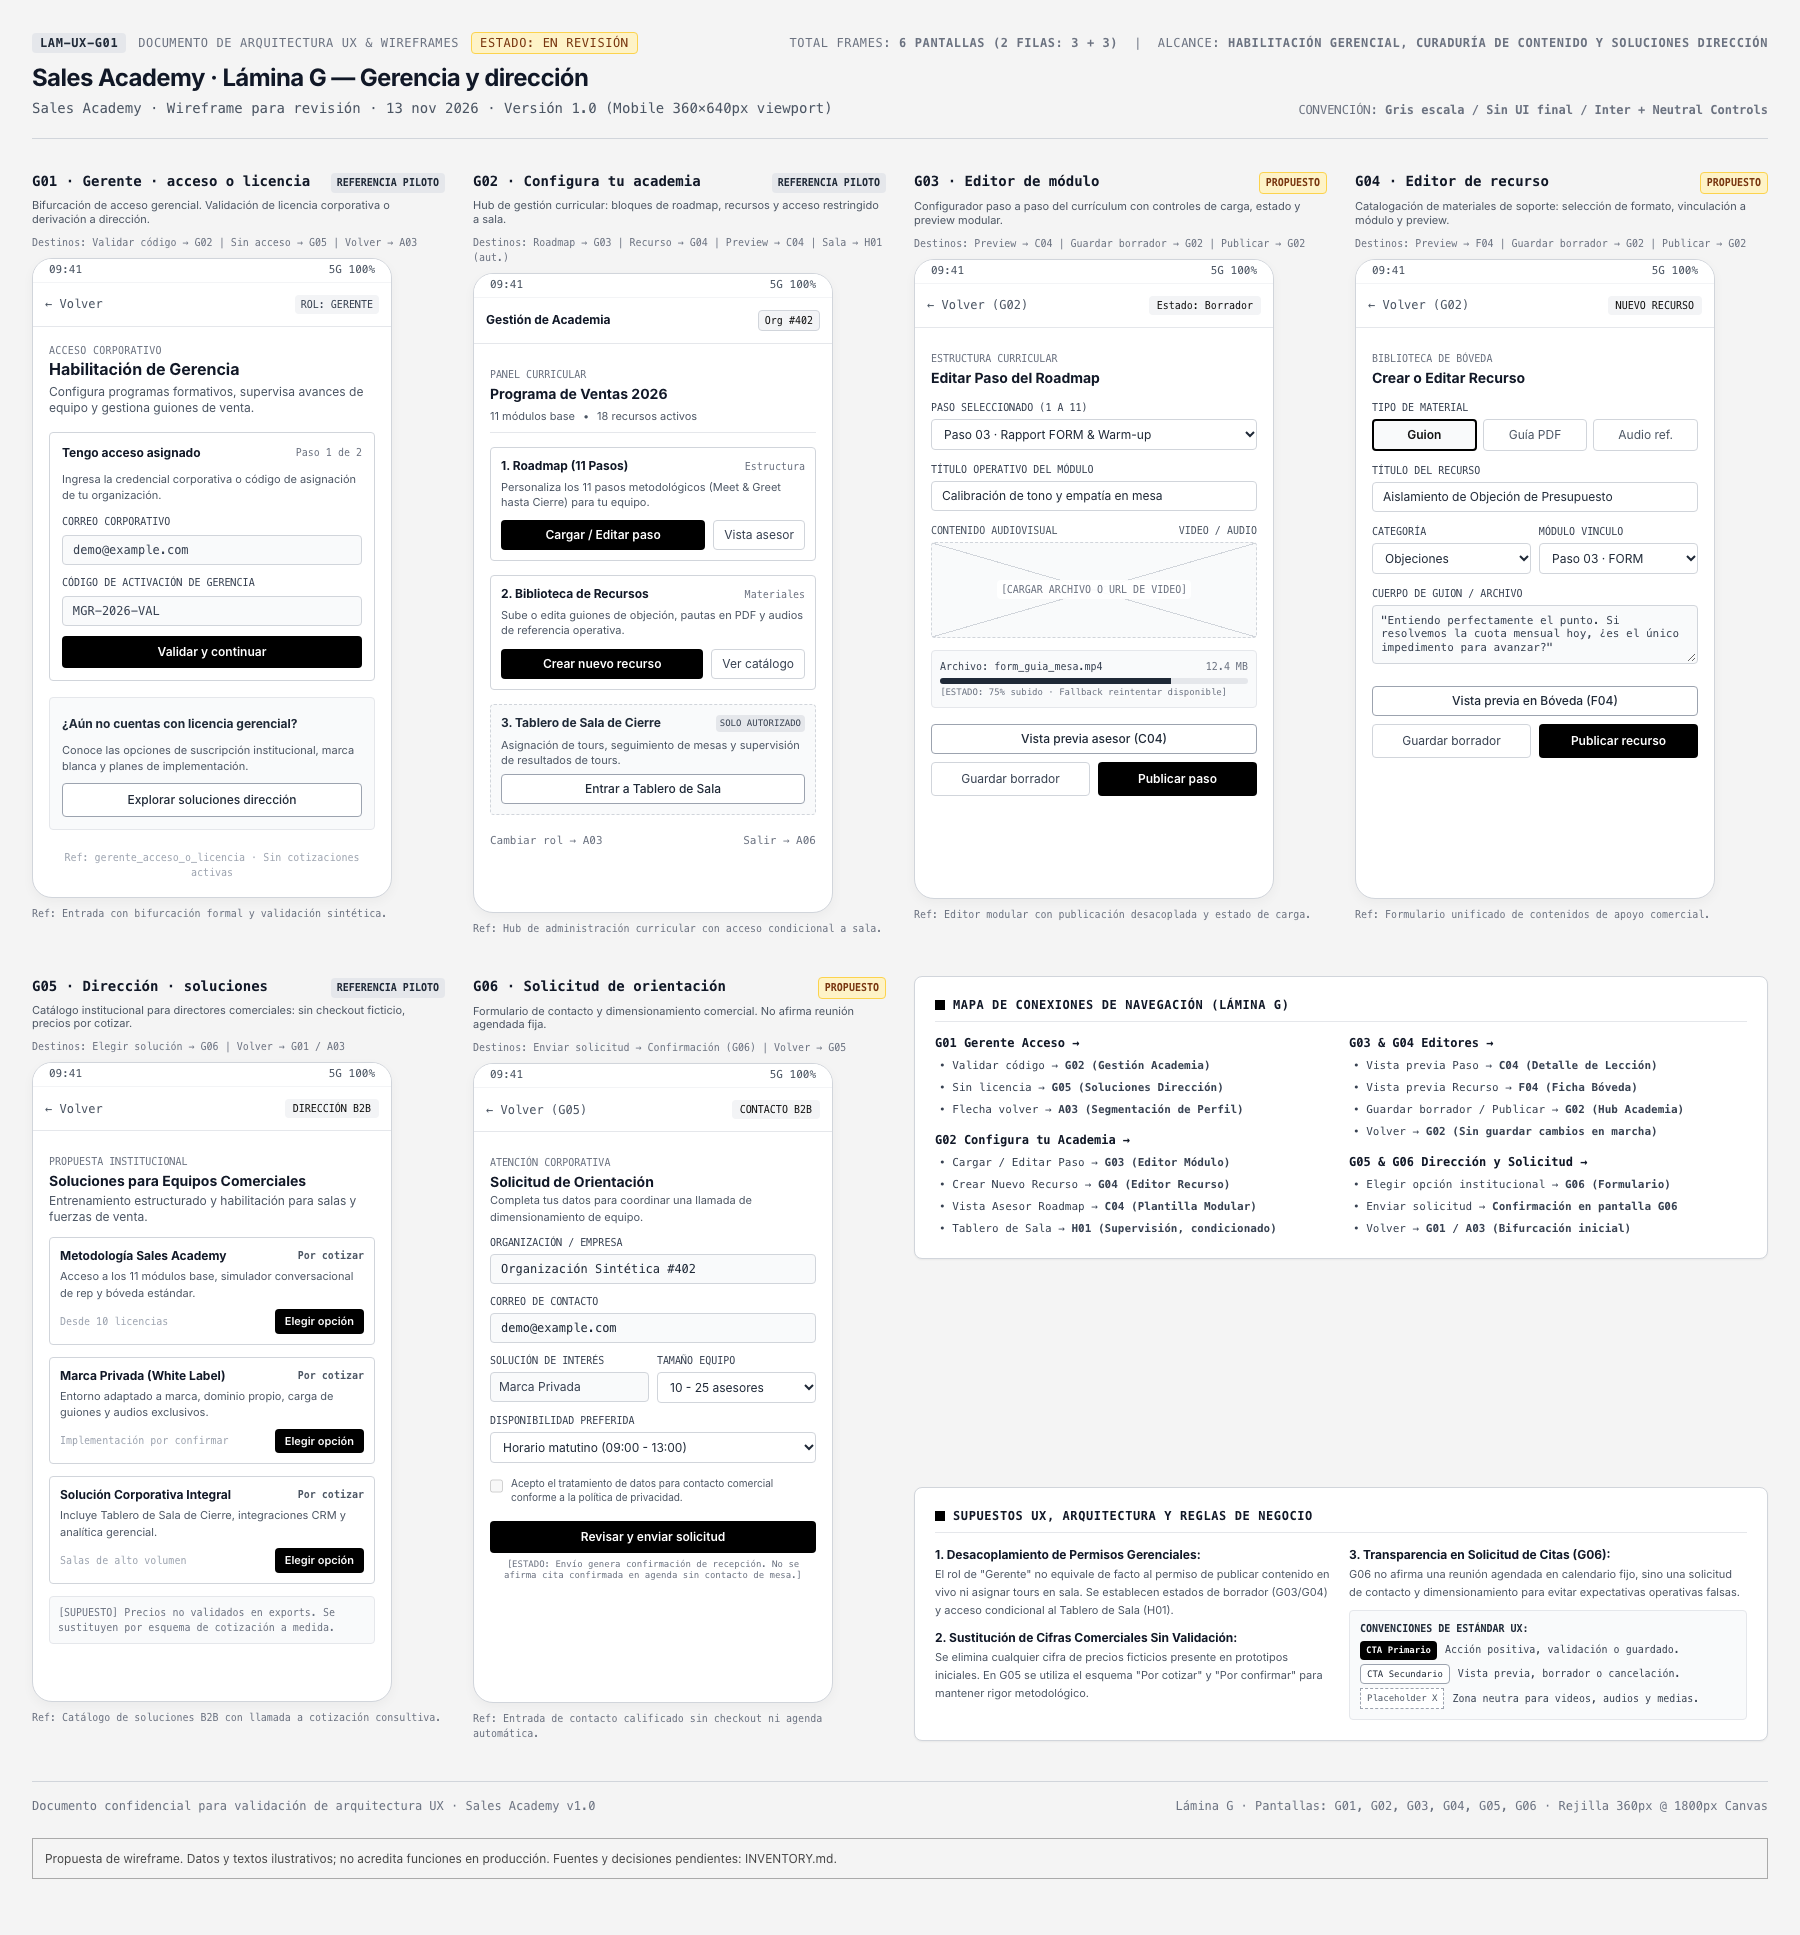 LAM-UX-G01 DOCUMENTO DE ARQUITECTURA UX & WIREFRAMES ESTADO: EN REVISIÓN TOTAL FRAMES: 6 PANTALLAS (2 FILAS: 3 + 3) | ALCANCE: HABILITACIÓN GERENCIAL, CURADURÍA DE CONTENIDO Y SOLUCIONES DIRECCIÓN
Sales Academy · Lámina G — Gerencia y dirección
Sales Academy · Wireframe para revisión · 13 nov 2026 · Versión 1.0 (Mobile 360×640px viewport)
CONVENCIÓN: Gris escala / Sin UI final / Inter + Neutral Controls
G01 · Gerente · acceso o licencia REFERENCIA PILOTO
Bifurcación de acceso gerencial. Validación de licencia corporativa o
derivación a dirección.
Destinos: Validar código → G02 | Sin acceso → G05 | Volver → A03
09:41 5G 100%
← Volver ROL: GERENTE
ACCESO CORPORATIVO
Habilitación de Gerencia
Configura programas formativos, supervisa avances de
equipo y gestiona guiones de venta.
Tengo acceso asignado Paso 1 de 2
Ingresa la credencial corporativa o código de asignación
de tu organización.
CORREO CORPORATIVO
demo@example.com
CÓDIGO DE ACTIVACIÓN DE GERENCIA
MGR-2026-VAL
Validar y continuar
¿Aún no cuentas con licencia gerencial?
Conoce las opciones de suscripción institucional, marca
blanca y planes de implementación.
Explorar soluciones dirección
Ref: gerente_acceso_o_licencia · Sin cotizaciones
activas
Ref: Entrada con bifurcación formal y validación sintética.
G02 · Configura tu academia REFERENCIA PILOTO
Hub de gestión curricular: bloques de roadmap, recursos y acceso restringido
a sala.
Destinos: Roadmap → G03 | Recurso → G04 | Preview → C04 | Sala → H01
(aut.)
09:41 5G 100%
Gestión de Academia Org #402
PANEL CURRICULAR
Programa de Ventas 2026
11 módulos base • 18 recursos activos
1. Roadmap (11 Pasos) Estructura
Personaliza los 11 pasos metodológicos (Meet & Greet
hasta Cierre) para tu equipo.
Cargar / Editar paso Vista asesor
2. Biblioteca de Recursos Materiales
Sube o edita guiones de objeción, pautas en PDF y audios
de referencia operativa.
Crear nuevo recurso Ver catálogo
3. Tablero de Sala de Cierre SOLO AUTORIZADO
Asignación de tours, seguimiento de mesas y supervisión
de resultados de tours.
Entrar a Tablero de Sala
Cambiar rol → A03 Salir → A06
Ref: Hub de administración curricular con acceso condicional a sala.
G03 · Editor de módulo PROPUESTO
Configurador paso a paso del currículum con controles de carga, estado y
preview modular.
Destinos: Preview → C04 | Guardar borrador → G02 | Publicar → G02
09:41 5G 100%
← Volver (G02) Estado: Borrador
ESTRUCTURA CURRICULAR
Editar Paso del Roadmap
PASO SELECCIONADO (1 A 11)
Paso 03 · Rapport FORM & Warm-up
TÍTULO OPERATIVO DEL MÓDULO
Calibración de tono y empatía en mesa
CONTENIDO AUDIOVISUAL VIDEO / AUDIO
[CARGAR ARCHIVO O URL DE VIDEO]
Archivo: form_guia_mesa.mp4 12.4 MB
[ESTADO: 75% subido · Fallback reintentar disponible]
Vista previa asesor (C04)
Guardar borrador Publicar paso
Ref: Editor modular con publicación desacoplada y estado de carga.
G04 · Editor de recurso PROPUESTO
Catalogación de materiales de soporte: selección de formato, vinculación a
módulo y preview.
Destinos: Preview → F04 | Guardar borrador → G02 | Publicar → G02
09:41 5G 100%
← Volver (G02) NUEVO RECURSO
BIBLIOTECA DE BÓVEDA
Crear o Editar Recurso
TIPO DE MATERIAL
Guion Guía PDF Audio ref.
TÍTULO DEL RECURSO
Aislamiento de Objeción de Presupuesto
CATEGORÍA MÓDULO VINCULO
Objeciones Paso 03 · FORM
CUERPO DE GUION / ARCHIVO
"Entiendo perfectamente el punto. Si
resolvemos la cuota mensual hoy, ¿es el único
impedimento para avanzar?"
Vista previa en Bóveda (F04)
Guardar borrador Publicar recurso
Ref: Formulario unificado de contenidos de apoyo comercial.
G05 · Dirección · soluciones REFERENCIA PILOTO
Catálogo institucional para directores comerciales: sin checkout ficticio,
precios por cotizar.
Destinos: Elegir solución → G06 | Volver → G01 / A03
09:41 5G 100%
← Volver DIRECCIÓN B2B
PROPUESTA INSTITUCIONAL
Soluciones para Equipos Comerciales
Entrenamiento estructurado y habilitación para salas y
fuerzas de venta.
Metodología Sales Academy Por cotizar
Acceso a los 11 módulos base, simulador conversacional
de rep y bóveda estándar.
Desde 10 licencias Elegir opción
Marca Privada (White Label) Por cotizar
Entorno adaptado a marca, dominio propio, carga de
guiones y audios exclusivos.
Implementación por confirmar Elegir opción
Solución Corporativa Integral Por cotizar
Incluye Tablero de Sala de Cierre, integraciones CRM y
analítica gerencial.
Salas de alto volumen Elegir opción
[SUPUESTO] Precios no validados en exports. Se
sustituyen por esquema de cotización a medida.
Ref: Catálogo de soluciones B2B con llamada a cotización consultiva.
G06 · Solicitud de orientación PROPUESTO
Formulario de contacto y dimensionamiento comercial. No afirma reunión
agendada fija.
Destinos: Enviar solicitud → Confirmación (G06) | Volver → G05
09:41 5G 100%
← Volver (G05) CONTACTO B2B
ATENCIÓN CORPORATIVA
Solicitud de Orientación
Completa tus datos para coordinar una llamada de
dimensionamiento de equipo.
ORGANIZACIÓN / EMPRESA
Organización Sintética #402
CORREO DE CONTACTO
demo@example.com
SOLUCIÓN DE INTERÉS TAMAÑO EQUIPO
Marca Privada 10 - 25 asesores
DISPONIBILIDAD PREFERIDA
Horario matutino (09:00 - 13:00)
Acepto el tratamiento de datos para contacto comercial
conforme a la política de privacidad.
Revisar y enviar solicitud
[ESTADO: Envío genera confirmación de recepción. No se
afirma cita confirmada en agenda sin contacto de mesa.]
Ref: Entrada de contacto calificado sin checkout ni agenda
automática.
MAPA DE CONEXIONES DE NAVEGACIÓN (LÁMINA G)
G01 Gerente Acceso →
• Validar código → G02 (Gestión Academia)
• Sin licencia → G05 (Soluciones Dirección)
• Flecha volver → A03 (Segmentación de Perfil)
G02 Configura tu Academia →
• Cargar / Editar Paso → G03 (Editor Módulo)
• Crear Nuevo Recurso → G04 (Editor Recurso)
• Vista Asesor Roadmap → C04 (Plantilla Modular)
• Tablero de Sala → H01 (Supervisión, condicionado)
G03 & G04 Editores →
• Vista previa Paso → C04 (Detalle de Lección)
• Vista previa Recurso → F04 (Ficha Bóveda)
• Guardar borrador / Publicar → G02 (Hub Academia)
• Volver → G02 (Sin guardar cambios en marcha)
G05 & G06 Dirección y Solicitud →
• Elegir opción institucional → G06 (Formulario)
• Enviar solicitud → Confirmación en pantalla G06
• Volver → G01 / A03 (Bifurcación inicial)
SUPUESTOS UX, ARQUITECTURA Y REGLAS DE NEGOCIO
1. Desacoplamiento de Permisos Gerenciales:
El rol de "Gerente" no equivale de facto al permiso de publicar contenido en
vivo ni asignar tours en sala. Se establecen estados de borrador (G03/G04)
y acceso condicional al Tablero de Sala (H01).
2. Sustitución de Cifras Comerciales Sin Validación:
Se elimina cualquier cifra de precios ficticios presente en prototipos
iniciales. En G05 se utiliza el esquema "Por cotizar" y "Por confirmar" para
mantener rigor metodológico.
3. Transparencia en Solicitud de Citas (G06):
G06 no afirma una reunión agendada en calendario fijo, sino una solicitud
de contacto y dimensionamiento para evitar expectativas operativas falsas.
CONVENCIONES DE ESTÁNDAR UX:
CTA Primario Acción positiva, validación o guardado.
CTA Secundario Vista previa, borrador o cancelación.
Placeholder X Zona neutra para videos, audios y medias.
Documento confidencial para validación de arquitectura UX · Sales Academy v1.0
Lámina G · Pantallas: G01, G02, G03, G04, G05, G06 · Rejilla 360px @ 1800px Canvas
Propuesta de wireframe. Datos y textos ilustrativos; no acredita funciones en producción. Fuentes y decisiones pendientes: INVENTORY.md.